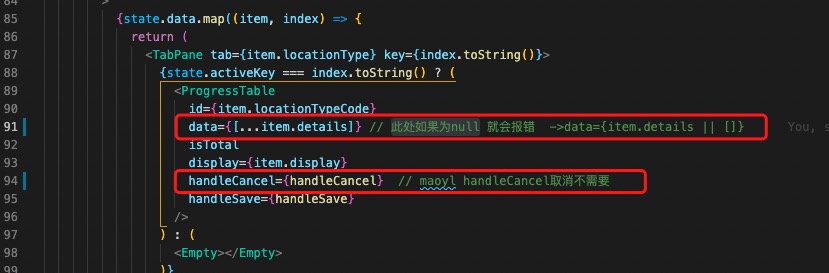 84 >
85 {state.data.map((item, index) => {
86 return (
87 <TabPane tab={item.locationType} key={index.toString()}>
88 {state.activeKey === index.toString() ? (
89 <ProgressTable
90 id={item.locationTypeCode}
91 data={[...item.details]} // 此处如果为null 就会报错 ->data={item.details || []} You,
92 isTotal
93 display={item.display}
94 handleCancel={handleCancel} // maoyl handleCancel取消不需要
95 handleSave={handleSave}
96 />
97 ) : (
98 <Empty></Empty>
99 )}